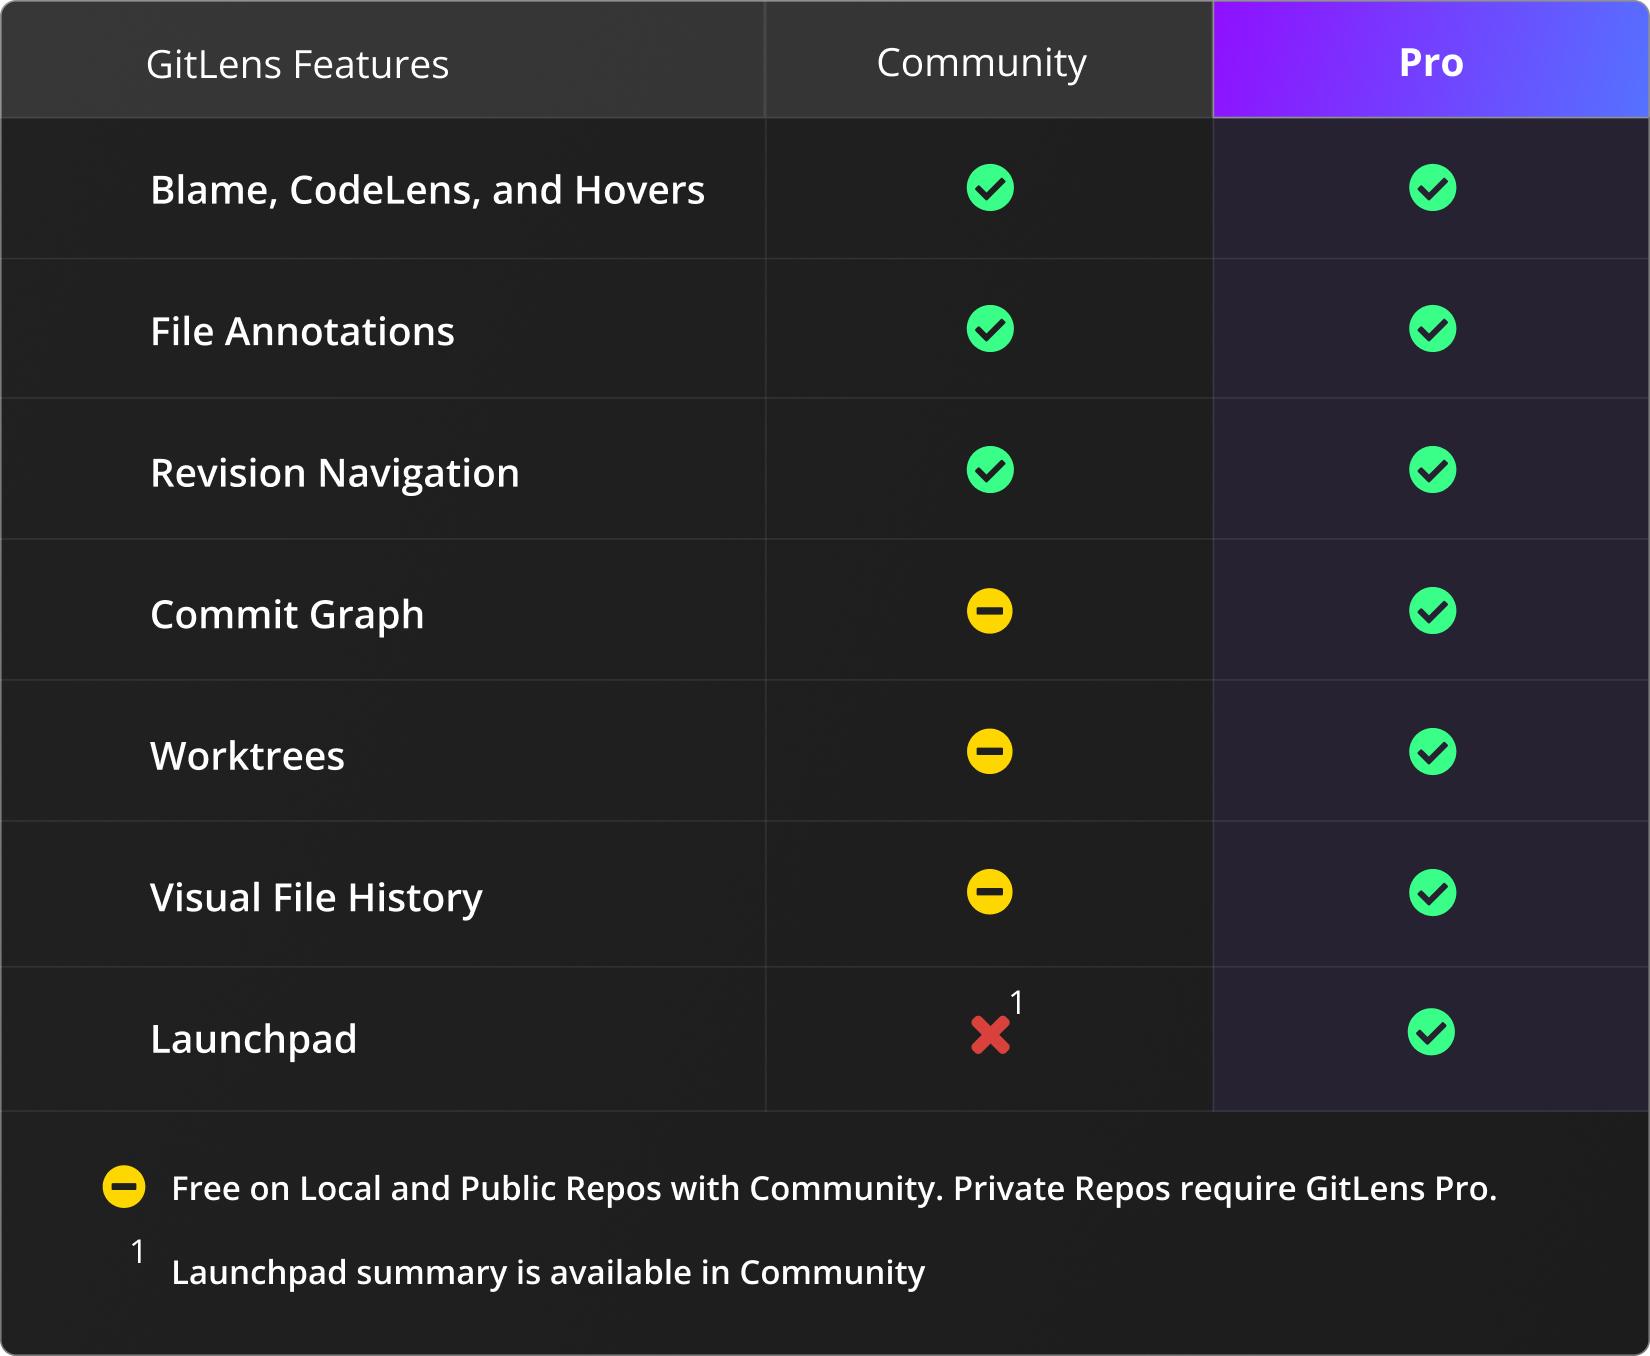 GitLens Features
Community
Pro
Blame, CodeLens, and Hovers
File Annotations
Revision Navigation
Commit Graph
Worktrees
Visual File History
Launchpad
1
Free on Local and Public Repos with Community. Private Repos require GitLens Pro.
1
Launchpad summary is available in Community